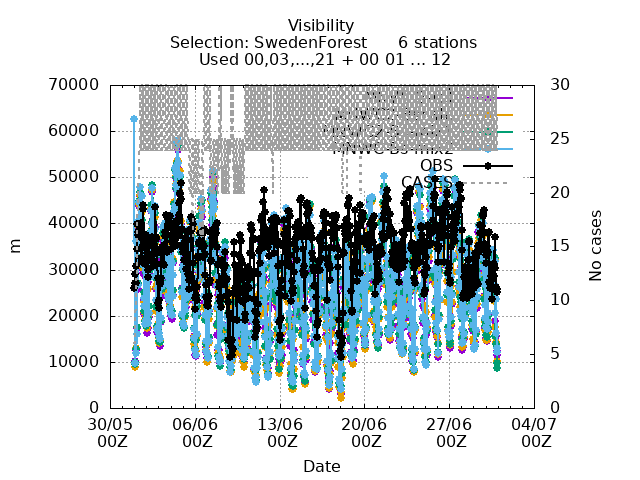 Visibility
Selection: SwedenForest 6 stations
Used 00,03,...,21 + 00 01 ... 12
70000
60000
50000
40000
30000
20000
10000
0
m
30
25
20
15
10
5
0
No cases
OBS
CASES
30/05 06/06 13/06 20/06 27/06 04/07
00Z 00Z 00Z 00Z 00Z 00Z
Date